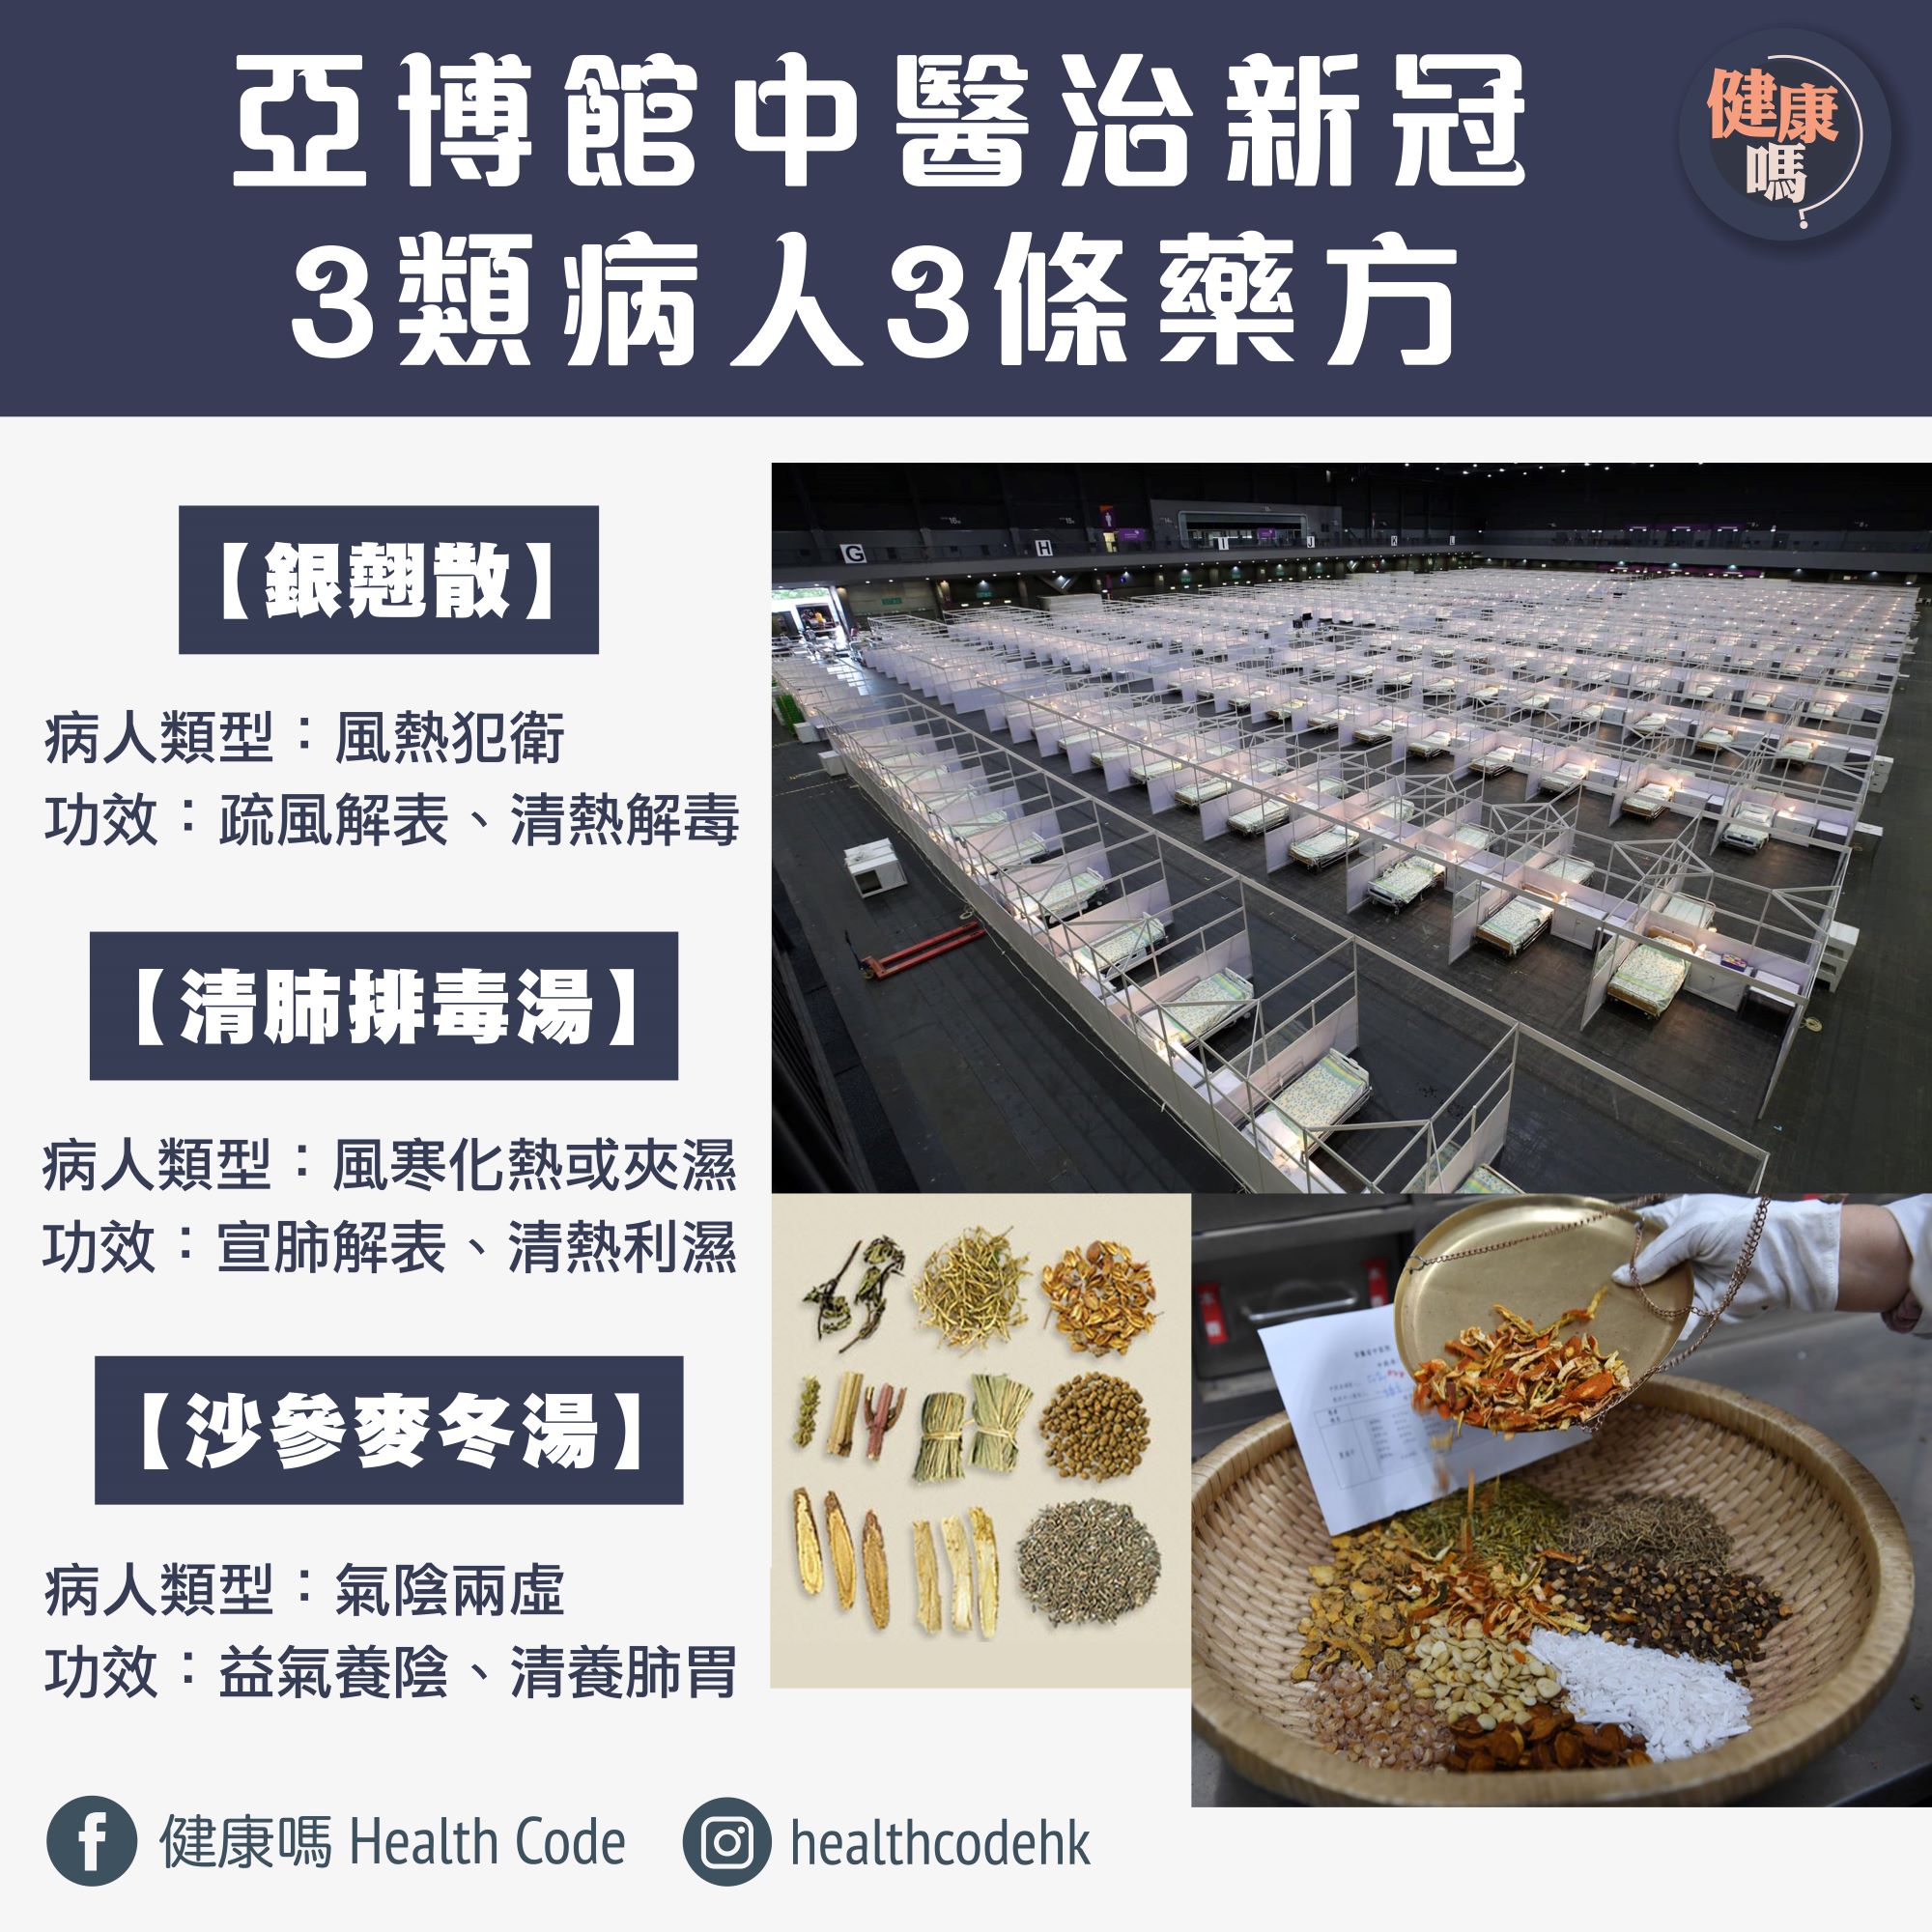 亞博館中醫治新冠
3類病人3條藥方
健康
嗎
【銀翹散】
病人類型：風熱犯衛
功效：疏風解表、清熱解毒
【清肺排毒湯】
病人類型：風寒化熱或夾濕
功效：宣肺解表、清熱利濕
【沙參麥冬湯】
病人類型：氣陰兩虛
功效：益氣養陰、清養肺胃
G
H
I
J
K
L
健康嗎 Health Code
healthcodehk